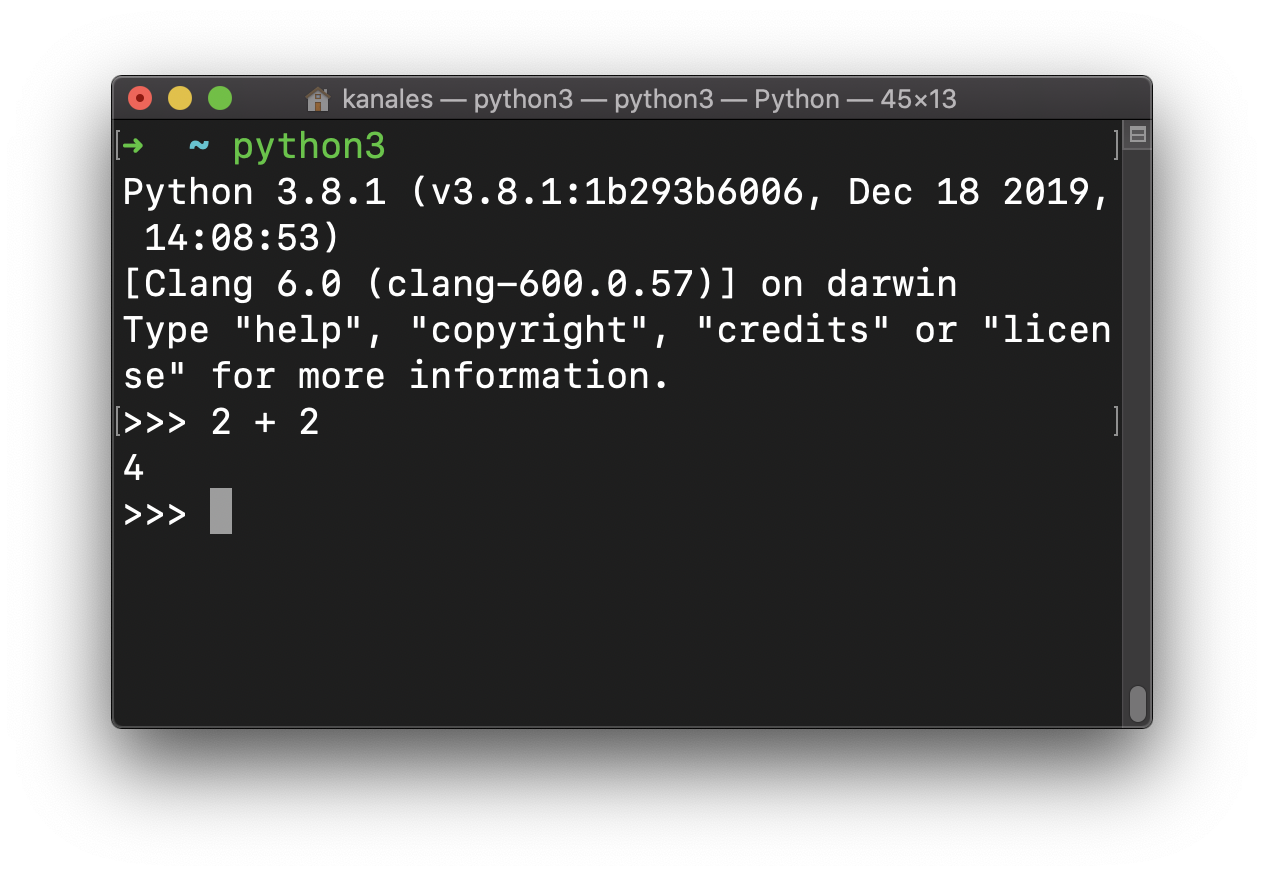 kanales — python3 — python3 — Python — 45×13
[➜  ~ python3 ]
Python 3.8.1 (v3.8.1:1b293b6006, Dec 18 2019,
 14:08:53)
[Clang 6.0 (clang-600.0.57)] on darwin
Type "help", "copyright", "credits" or "licen
se" for more information.
[>>> 2 + 2 ]
4
>>>